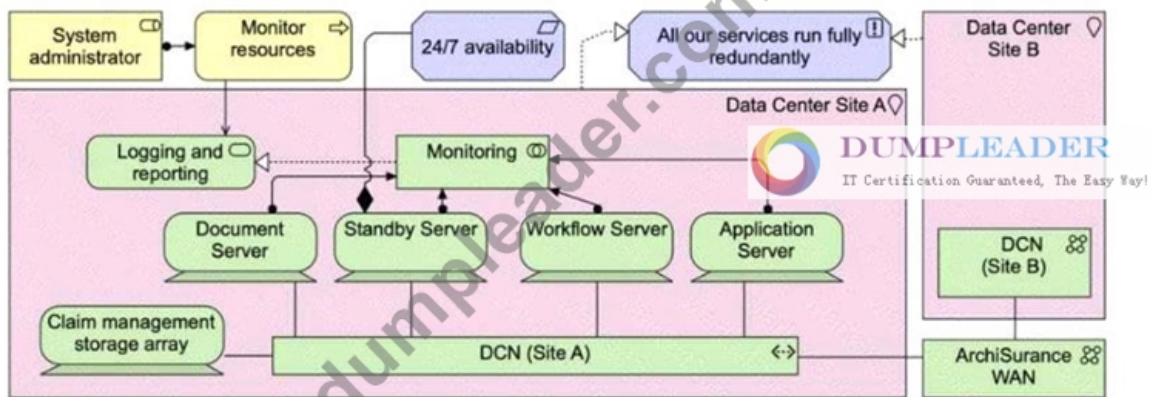 System
administrator
Monitor
resources
24/7 availability
All our services run fully
redundantly
Data Center
Site B
Data Center Site A
Logging and
reporting
Monitoring
DUMPLEADER
IT Certification Guaranteed, The Easy Way!
Document
Server
Standby Server
Workflow Server
Application
Server
DCN
(Site B)
Claim management
storage array
DCN (Site A)
ArchiSurance
WAN
dumpleader.com